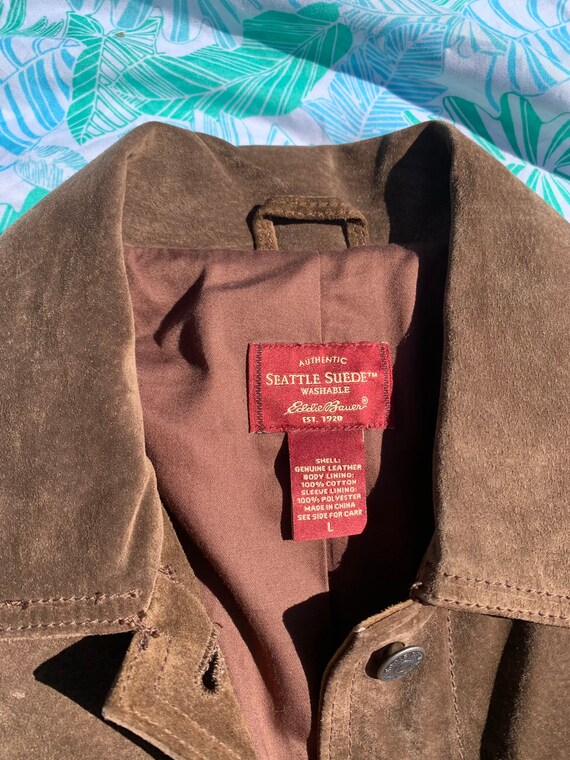 AUTHENTIC
SEATTLE SUEDE™
WASHABLE
Eddie Bauer®
EST. 1920
SHELL:
GENUINE LEATHER
BODY LINING:
100% COTTON
SLEEVE LINING:
100% POLYESTER
MADE IN CHINA
SEE SIDE FOR CARE
L